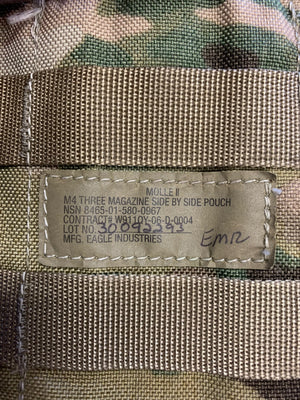 MOLLE II
M4 THREE MAGAZINE SIDE BY SIDE POUCH
NSN 8465-01-580-0967
CONTRACT# W911QY-06-D-0004
LOT NO. 30092293
MFG. EAGLE INDUSTRIES EMR